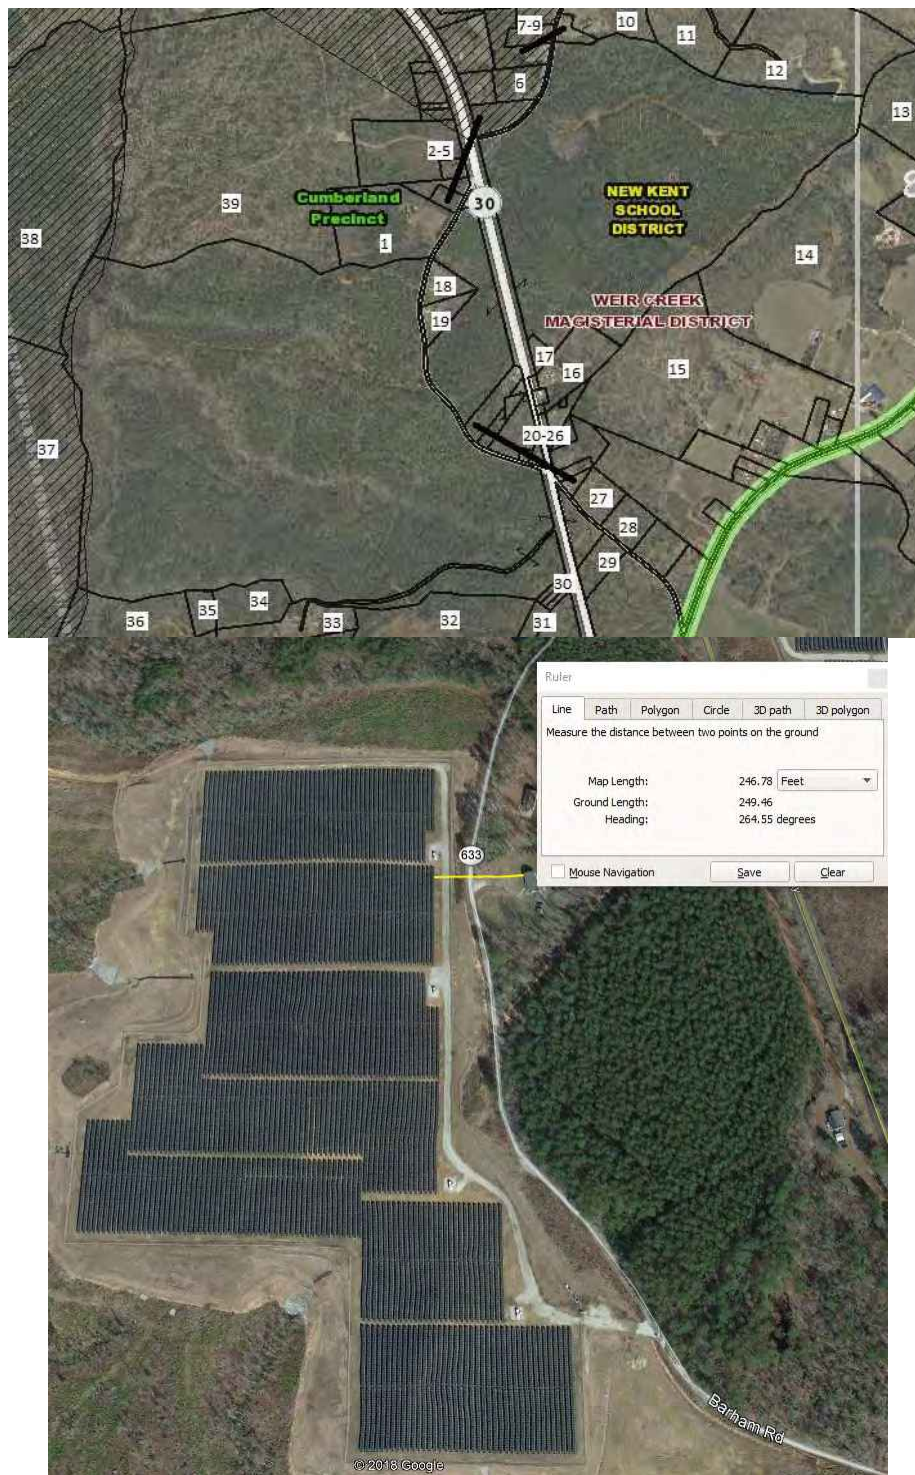 7-9
10
11
12
13
6
2-5
39
Cumberland
Precinct
30
NEW KENT
SCHOOL
DISTRICT
38
1
14
18
WEIR CREEK
MAGISTERIAL DISTRICT
19
17
16
15
20-26
37
27
28
29
30
34
35
36
33
32
31
Ruler
Line
Path
Polygon
Circle
3D path
3D polygon
Measure the distance between two points on the ground
Map Length: 246.78 Feet
Ground Length: 249.46
Heading: 264.55 degrees
Mouse Navigation
Save
Clear
633
Barham Rd
© 2018 Google